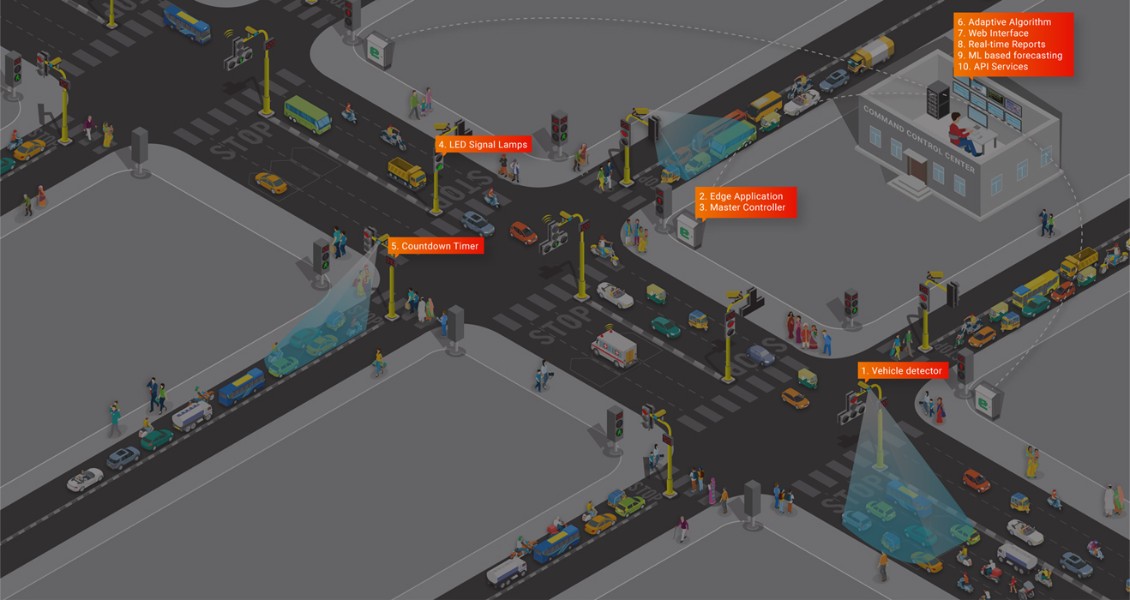 6. Adaptive Algorithm
7. Web Interface
8. Real-time Reports
9. ML based forecasting
10. API Services
COMMAND CONTROL CENTER
4. LED Signal Lamps
STOP
STOP
2. Edge Application
3. Master Controller
5. Countdown Timer
STOP
STOP
1. Vehicle detector
STOP
e
e
e